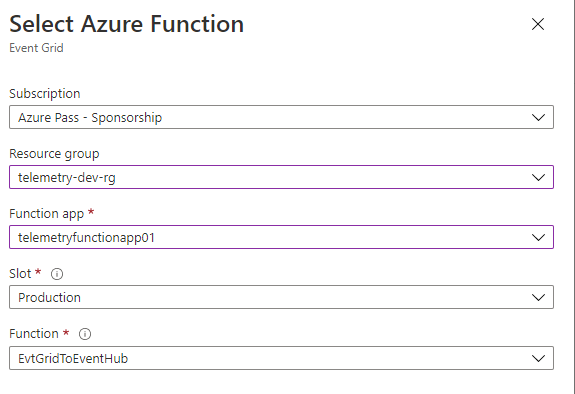 Select Azure Function
Event Grid
Subscription
Azure Pass - Sponsorship
Resource group
telemetry-dev-rg
Function app *
telemetryfunctionapp01
Slot *
Production
Function *
EvtGridToEventHub